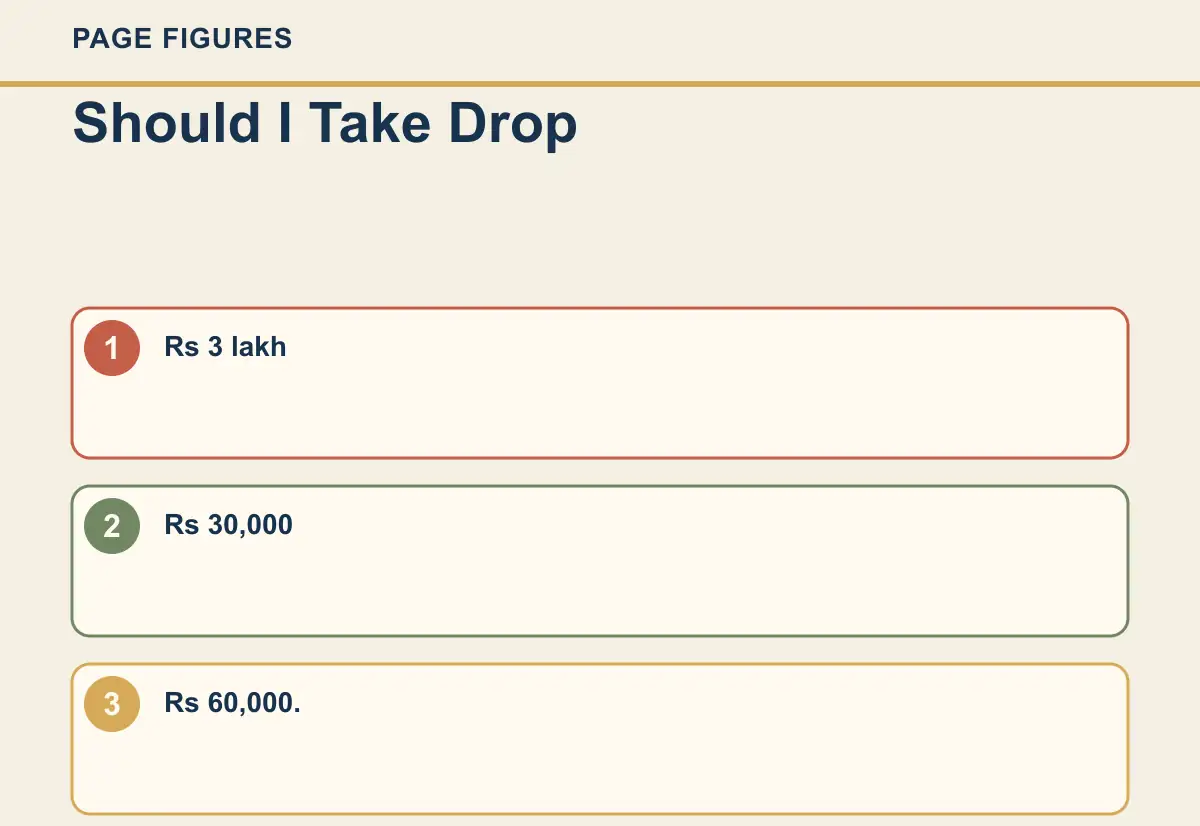 PAGE FIGURES
Should I Take Drop
1 Rs 3 lakh
2 Rs 30,000
3 Rs 60,000.